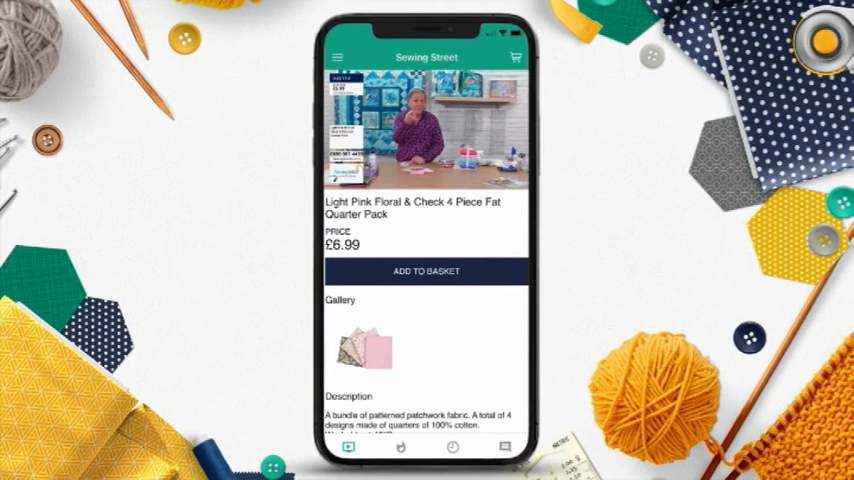 Sewing Street
Light Pink Floral & Check 4 Piece Fat
Quarter Pack
PRICE
£6.99
ADD TO BASKET
Gallery
Description
A bundle of patterned patchwork fabric. A total of 4
designs made of quarters of 100% cotton.
METRIC